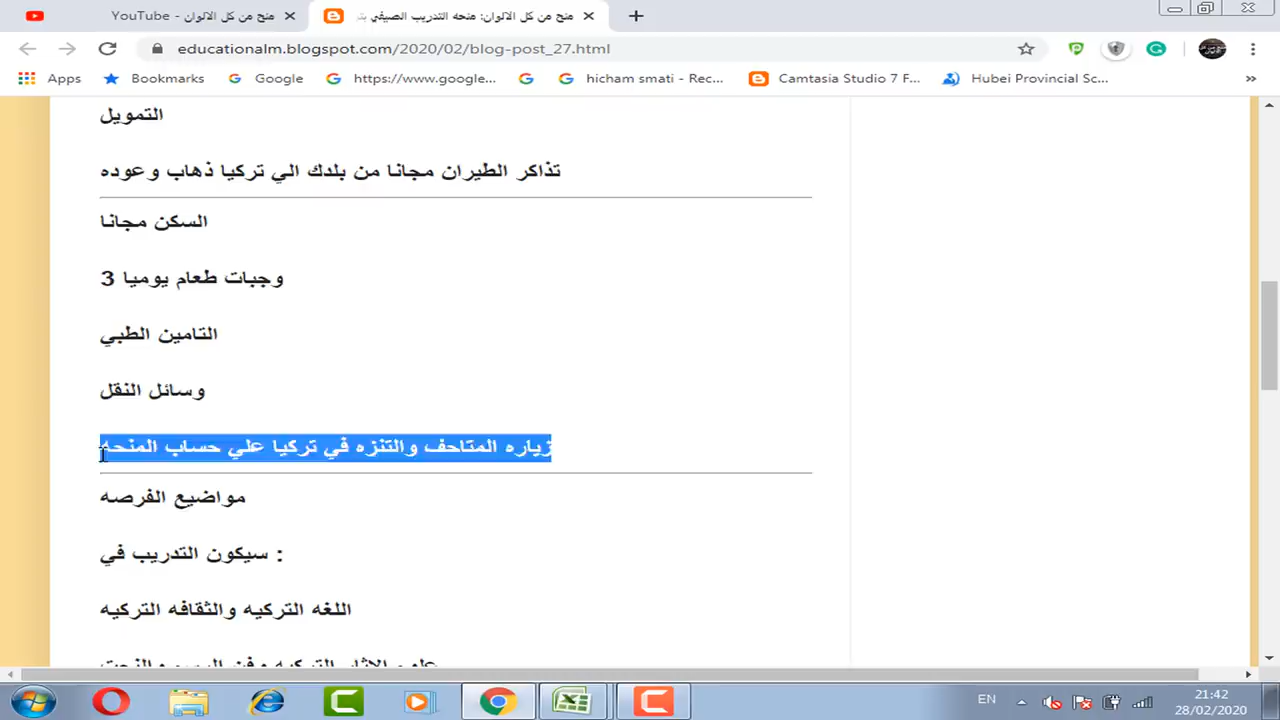 منح من كل الالوان - YouTube
منح من كل الالوان: منحه التدريب الصيفي
educationalm.blogspot.com/2020/02/blog-post_27.html
Apps
Bookmarks
Google
https://www.google...
hicham smati - Rec...
Camtasia Studio 7 F...
Hubei Provincial Sc...
التمويل
تذاكر الطيران مجانا من بلدك الي تركيا ذهاب وعوده
السكن مجانا
3 وجبات طعام يوميا
التامين الطبي
وسائل النقل
زياره المتاحف والتنزه في تركيا علي حساب المنحه
مواضيع الفرصه
سيكون التدريب في :
اللغه التركيه والثقافه التركيه
EN
21:42
28/02/2020